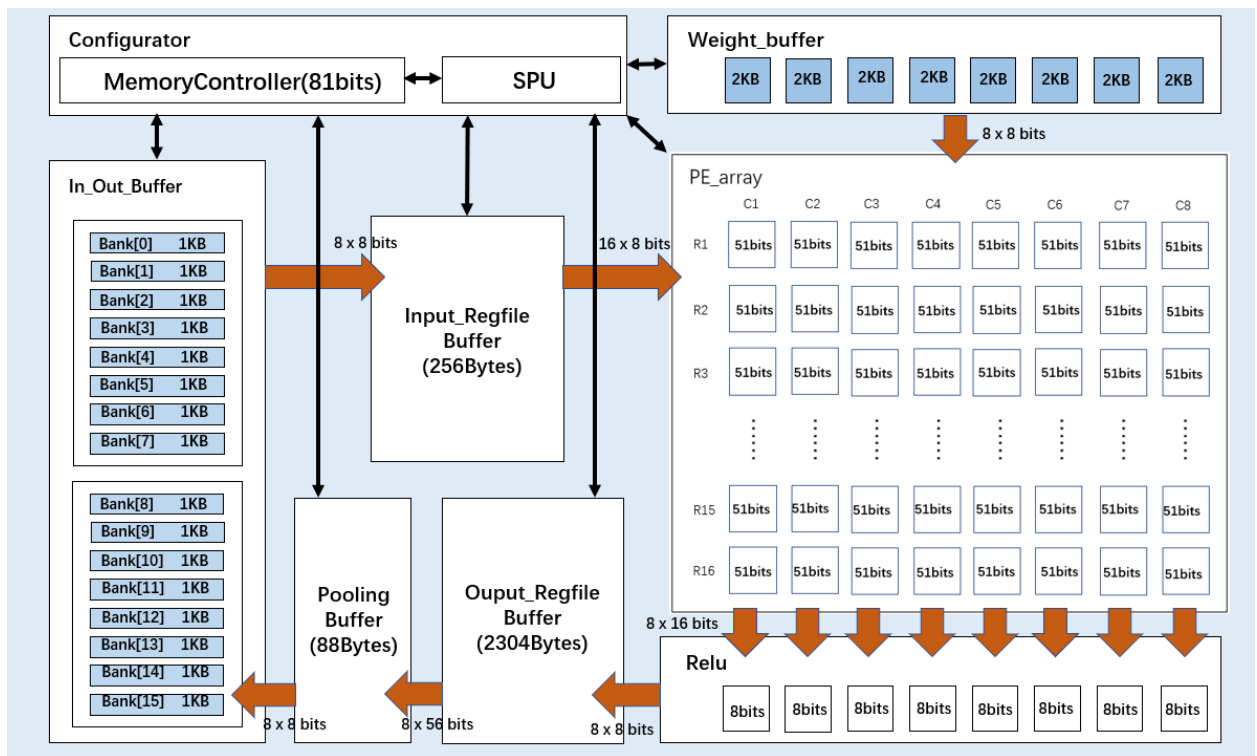 Configurator
MemoryController(81bits)
SPU
Weight_buffer
2KB 2KB 2KB 2KB 2KB 2KB 2KB 2KB
8 x 8 bits
In_Out_Buffer
Bank[0] 1KB
Bank[1] 1KB
Bank[2] 1KB
Bank[3] 1KB
Bank[4] 1KB
Bank[5] 1KB
Bank[6] 1KB
Bank[7] 1KB
Bank[8] 1KB
Bank[9] 1KB
Bank[10] 1KB
Bank[11] 1KB
Bank[12] 1KB
Bank[13] 1KB
Bank[14] 1KB
Bank[15] 1KB
8 x 8 bits
Input_Regfile
Buffer
(256Bytes)
16 x 8 bits
PE_array
C1 C2 C3 C4 C5 C6 C7 C8
R1 51bits 51bits 51bits 51bits 51bits 51bits 51bits 51bits
R2 51bits 51bits 51bits 51bits 51bits 51bits 51bits 51bits
R3 51bits 51bits 51bits 51bits 51bits 51bits 51bits 51bits
R15 51bits 51bits 51bits 51bits 51bits 51bits 51bits 51bits
R16 51bits 51bits 51bits 51bits 51bits 51bits 51bits 51bits
8 x 16 bits
Relu
8bits 8bits 8bits 8bits 8bits 8bits 8bits 8bits
8 x 8 bits
Ouput_Regfile
Buffer
(2304Bytes)
8 x 56 bits
Pooling
Buffer
(88Bytes)
8 x 8 bits